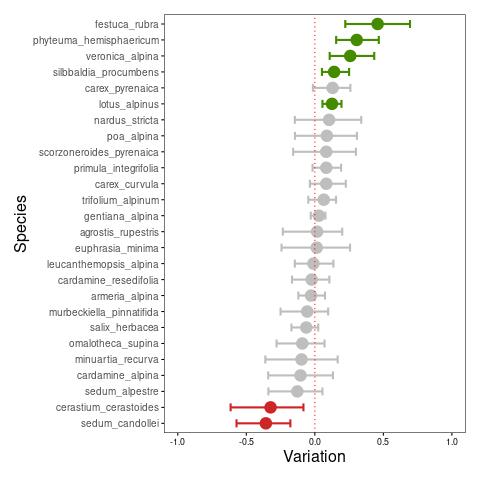 festuca_rubra
phyteuma_hemisphaericum
veronica_alpina
silbbaldia_procumbens
carex_pyrenaica
lotus_alpinus
nardus_stricta
poa_alpina
scorzoneroides_pyrenaica
primula_integrifolia
carex_curvula
trifolium_alpinum
gentiana_alpina
agrostis_rupestris
euphrasia_minima
leucanthemopsis_alpina
cardamine_resedifolia
armeria_alpina
murbeckiella_pinnatifida
salix_herbacea
omalotheca_supina
minuartia_recurva
cardamine_alpina
sedum_alpestre
cerastium_cerastoides
sedum_candollei
Species
-1.0 -0.5 0.0 0.5 1.0
Variation